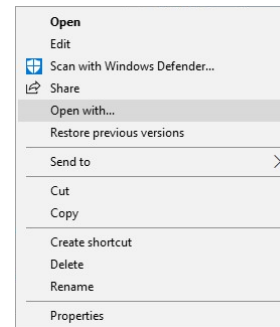 Open
Edit
Scan with Windows Defender...
Share
Open with...
Restore previous versions
Send to
Cut
Copy
Create shortcut
Delete
Rename
Properties